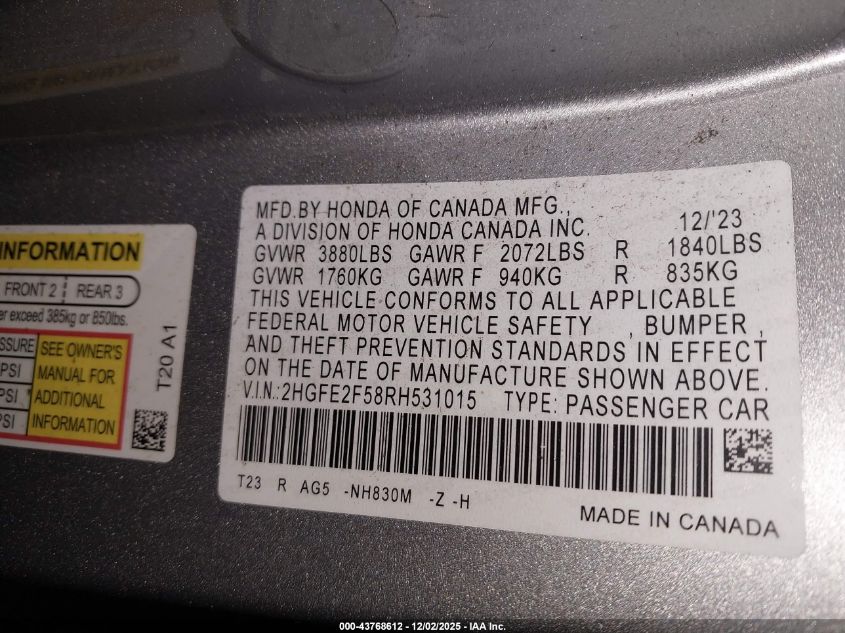 MFD.BY HONDA OF CANADA MFG.,
A DIVISION OF HONDA CANADA INC. 12/'23
GVWR 3880LBS GAWR F 2072LBS R 1840LBS
GVWR 1760KG GAWR F 940KG R 835KG
THIS VEHICLE CONFORMS TO ALL APPLICABLE
FEDERAL MOTOR VEHICLE SAFETY , BUMPER ,
AND THEFT PREVENTION STANDARDS IN EFFECT
ON THE DATE OF MANUFACTURE SHOWN ABOVE.
V.I.N.:2HGFE2F58RH531015 TYPE: PASSENGER CAR
T23 R AG5 -NH830M -Z -H
MADE IN CANADA
INFORMATION
FRONT 2 REAR 3
exceed 385kg or 850lbs.
SEE OWNER'S
PSI MANUAL FOR
PSI ADDITIONAL
PSI INFORMATION
T20 A1
000-43768612 - 12/02/2025 - IAA Inc.